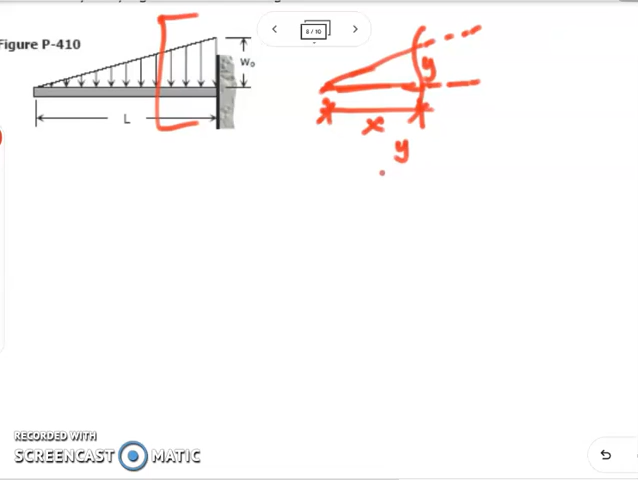 8 / 10
Figure P-410
Wo
L
y
x
y
RECORDED WITH
SCREENCAST MATIC